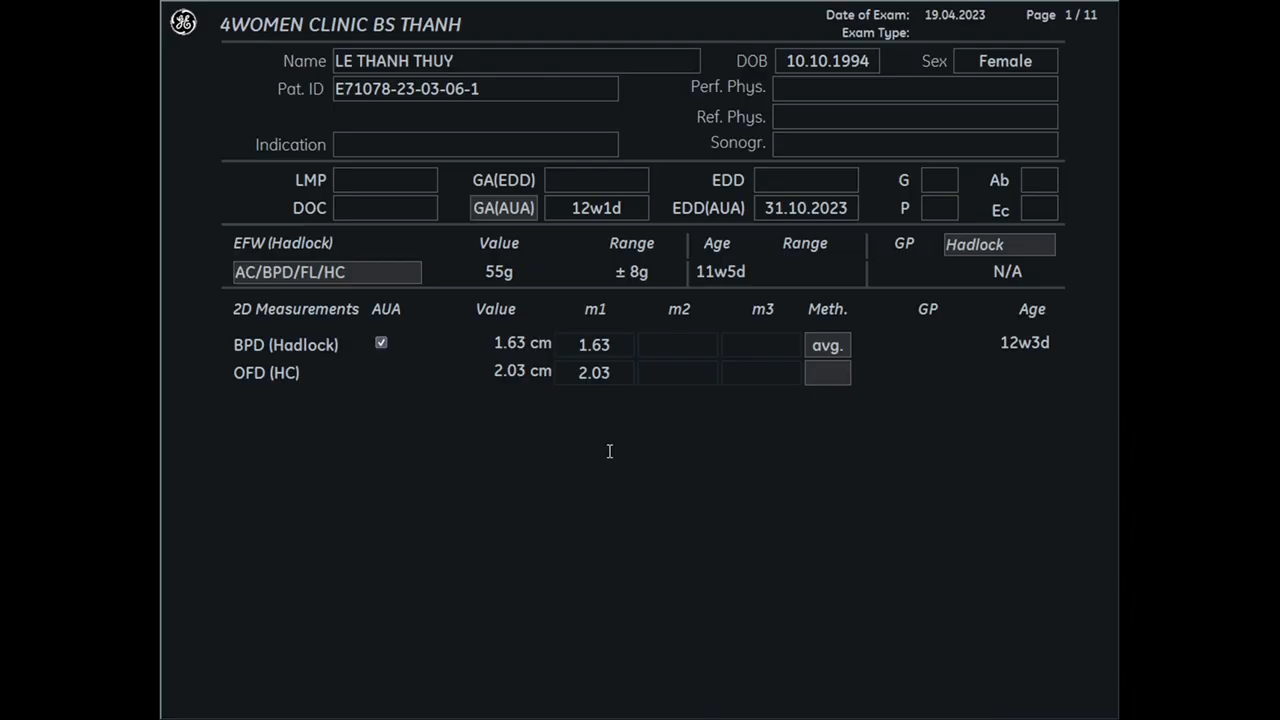 4WOMEN CLINIC BS THANH Date of Exam: 19.04.2023 Page 1 / 11
Exam Type:
Name LE THANH THUY DOB 10.10.1994 Sex Female
Pat. ID E71078-23-03-06-1 Perf. Phys.
Ref. Phys.
Indication Sonogr.
LMP GA(EDD) EDD G Ab
DOC GA(AUA) 12w1d EDD(AUA) 31.10.2023 P Ec
EFW (Hadlock) Value Range Age Range GP Hadlock
AC/BPD/FL/HC 55g ± 8g 11w5d N/A
2D Measurements AUA Value m1 m2 m3 Meth. GP Age
BPD (Hadlock) 1.63 cm 1.63 avg. 12w3d
OFD (HC) 2.03 cm 2.03